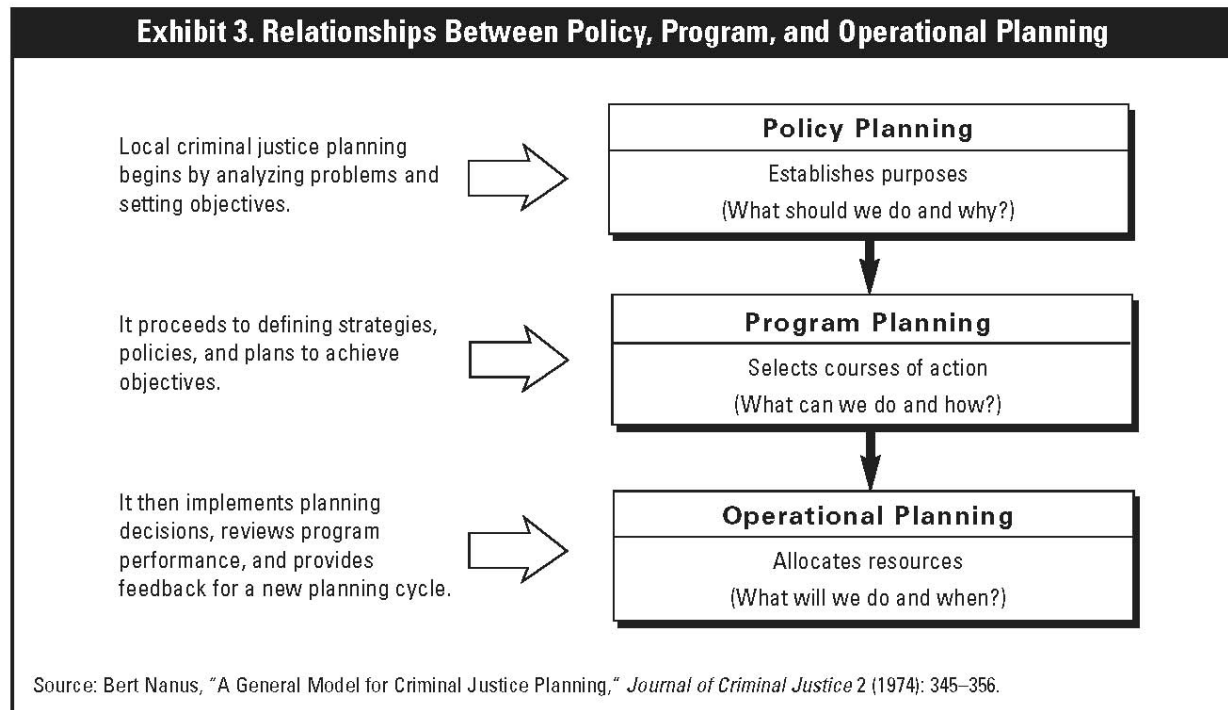 Exhibit 3. Relationships Between Policy, Program, and Operational Planning
Local criminal justice planning
begins by analyzing problems and
setting objectives.
Policy Planning
Establishes purposes
(What should we do and why?)
It proceeds to defining strategies,
policies, and plans to achieve
objectives.
Program Planning
Selects courses of action
(What can we do and how?)
It then implements planning
decisions, reviews program
performance, and provides
feedback for a new planning cycle.
Operational Planning
Allocates resources
(What will we do and when?)
Source: Bert Nanus, "A General Model for Criminal Justice Planning," Journal of Criminal Justice 2 (1974): 345–356.